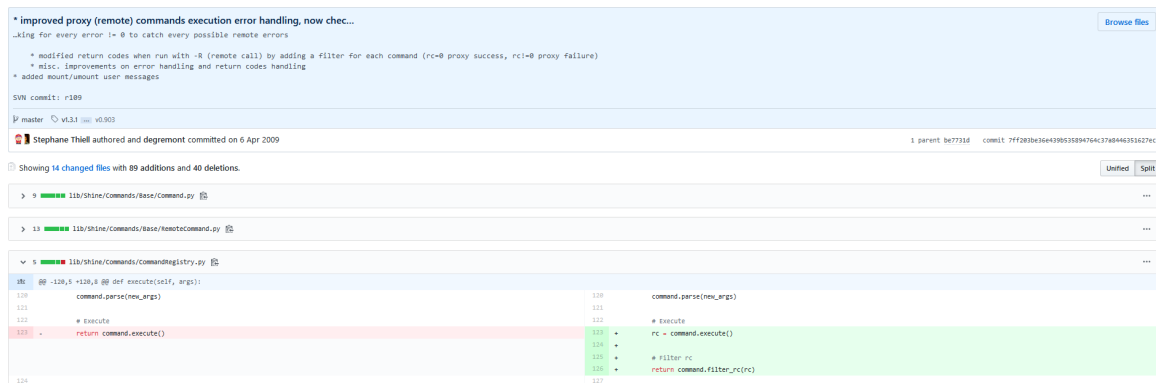 * improved proxy (remote) commands execution error handling, now chec...
Browse files
…king for every error != 0 to catch every possible remote errors
* modified return codes when run with -R (remote call) by adding a filter for each command (rc=0 proxy success, rc!=0 proxy failure)
* misc. improvements on error handling and return codes handling
* added mount/umount user messages
SVN commit: r109
master v1.3.1 ... v0.903
Stephane Thiell authored and degremont committed on 6 Apr 2009
1 parent be7731d commit 7ff203be36e439b535894764c37a8446351627ec
Showing 14 changed files with 89 additions and 40 deletions.
Unified Split
9 lib/Shine/Commands/Base/Command.py
...
13 lib/Shine/Commands/Base/RemoteCommand.py
...
5 lib/Shine/Commands/CommandRegistry.py
...
@@ -120,5 +120,8 @@ def execute(self, args):
120 command.parse(new_args)
120 command.parse(new_args)
121
121
122 # Execute
122 # Execute
123 - return command.execute()
123 + rc = command.execute()
124 +
125 + # Filter rc
126 + return command.filter_rc(rc)
124
127